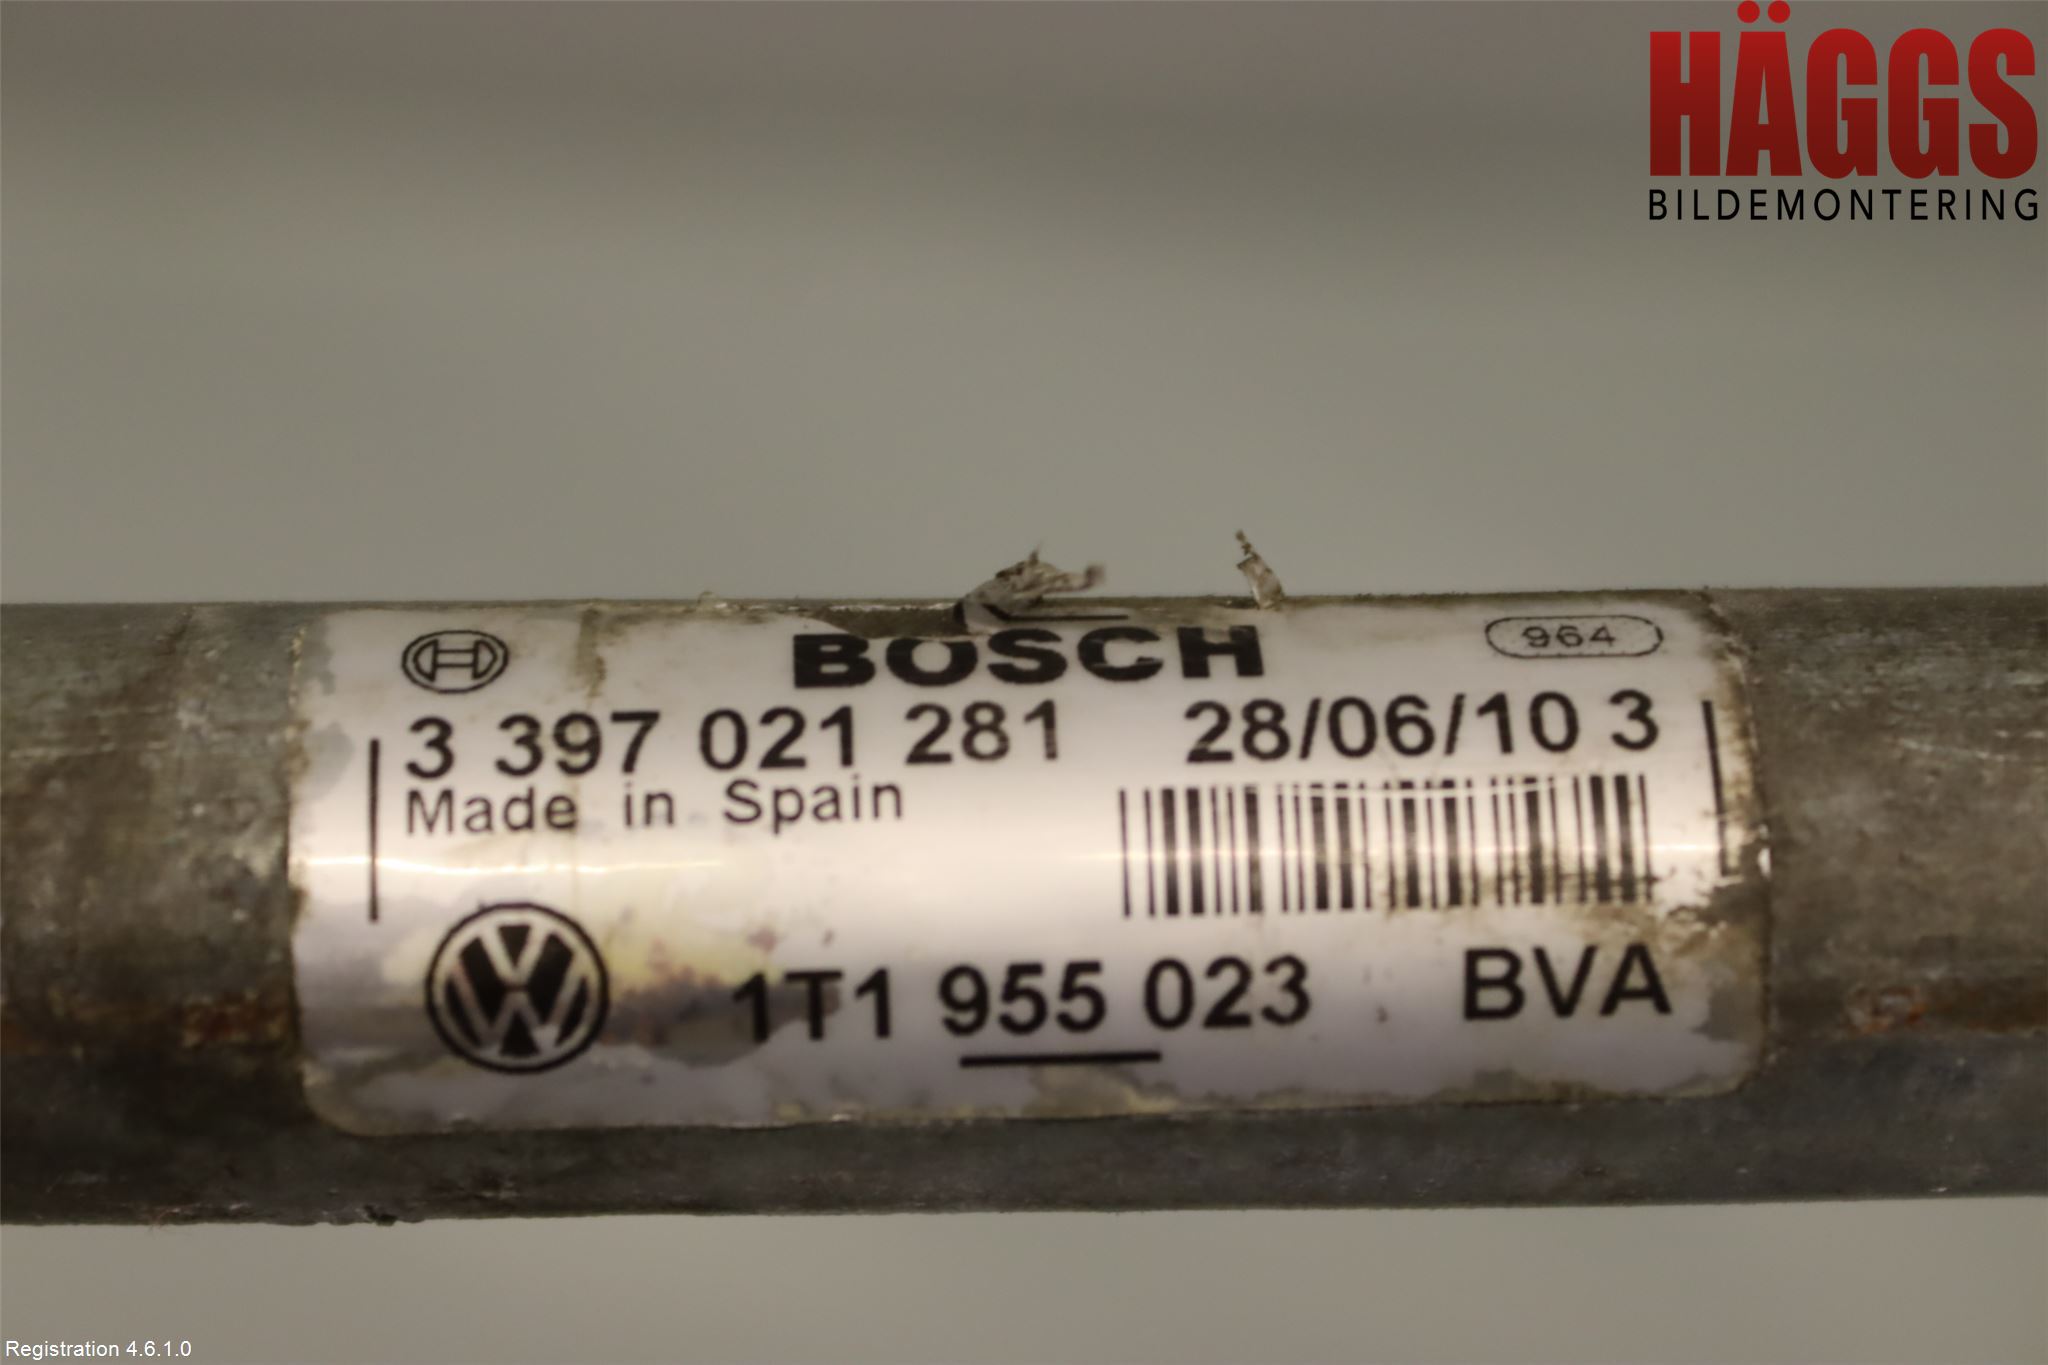 HÄGGS
BILDEMONTERING
BOSCH
964
3 397 021 281 28/06/10 3
Made in Spain
1T1 955 023 BVA
Registration 4.6.1.0